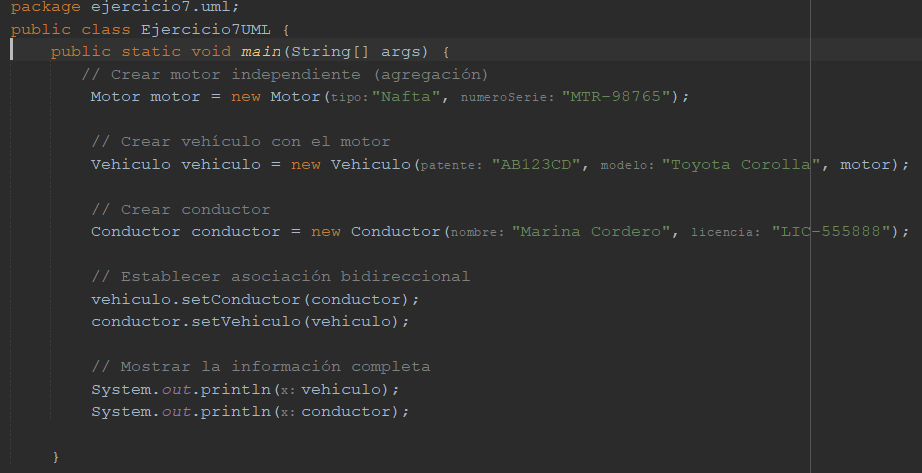 package ejercicio7.uml;
public class Ejercicio7UML {
public static void main(String[] args) {
// Crear motor independiente (agregación)
Motor motor = new Motor(tipo: "Nafta", numeroSerie: "MTR-98765");
// Crear vehículo con el motor
Vehiculo vehiculo = new Vehiculo(patente: "AB123CD", modelo: "Toyota Corolla", motor);
// Crear conductor
Conductor conductor = new Conductor(nombre: "Marina Cordero", licencia: "LIC-555888");
// Establecer asociación bidireccional
vehiculo.setConductor(conductor);
conductor.setVehiculo(vehiculo);
// Mostrar la información completa
System.out.println(x: vehiculo);
System.out.println(x: conductor);
}